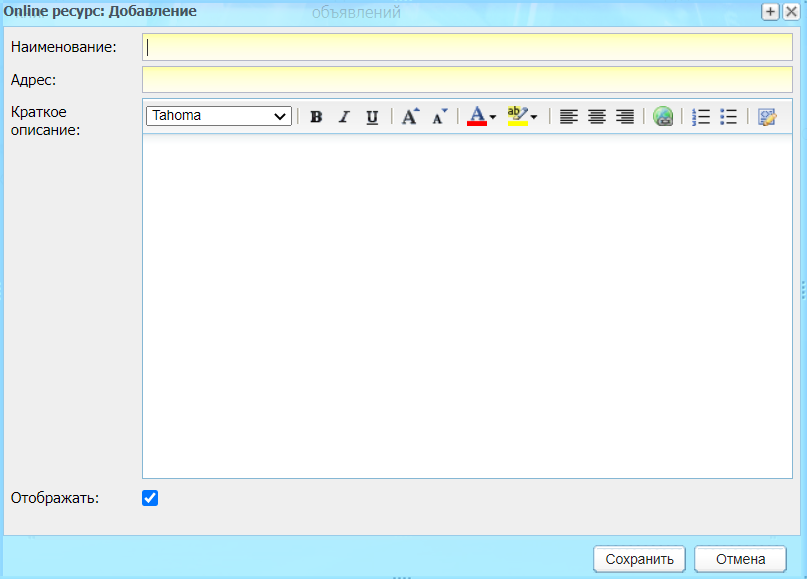 Online ресурс: Добавление
объявлений
Наименование:
Адрес:
Краткое
описание:
Tahoma
Отображать:
Сохранить
Отмена